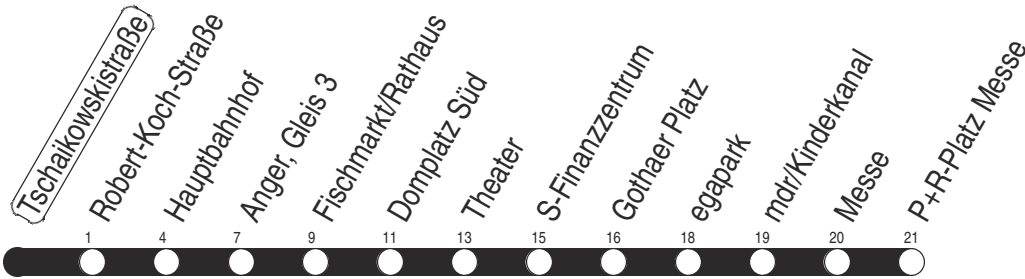 Tschaikowskistraße
Robert-Koch-Straße
Hauptbahnhof
Anger, Gleis 3
Fischmarkt/Rathaus
Domplatz Süd
Theater
S-Finanzzentrum
Gothaer Platz
egapark
mdr/Kinderkanal
Messe
P+R-Platz Messe
1 4 7 9 11 13 15 16 18 19 20 21